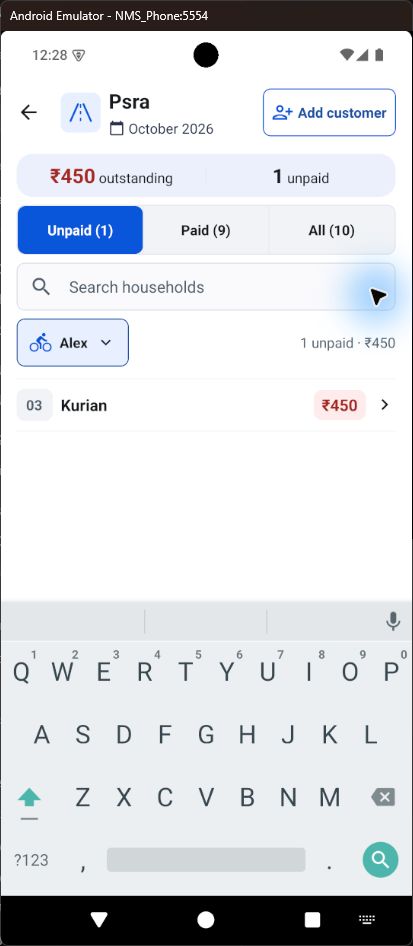 Android Emulator - NMS_Phone:5554
12:28
Psra
October 2026
Add customer
₹450 outstanding
1 unpaid
Unpaid (1)
Paid (9)
All (10)
Search households
Alex
1 unpaid · ₹450
03 Kurian ₹450
1 2 3 4 5 6 7 8 9 0
Q W E R T Y U I O P
A S D F G H J K L
Z X C V B N M
?123 , .